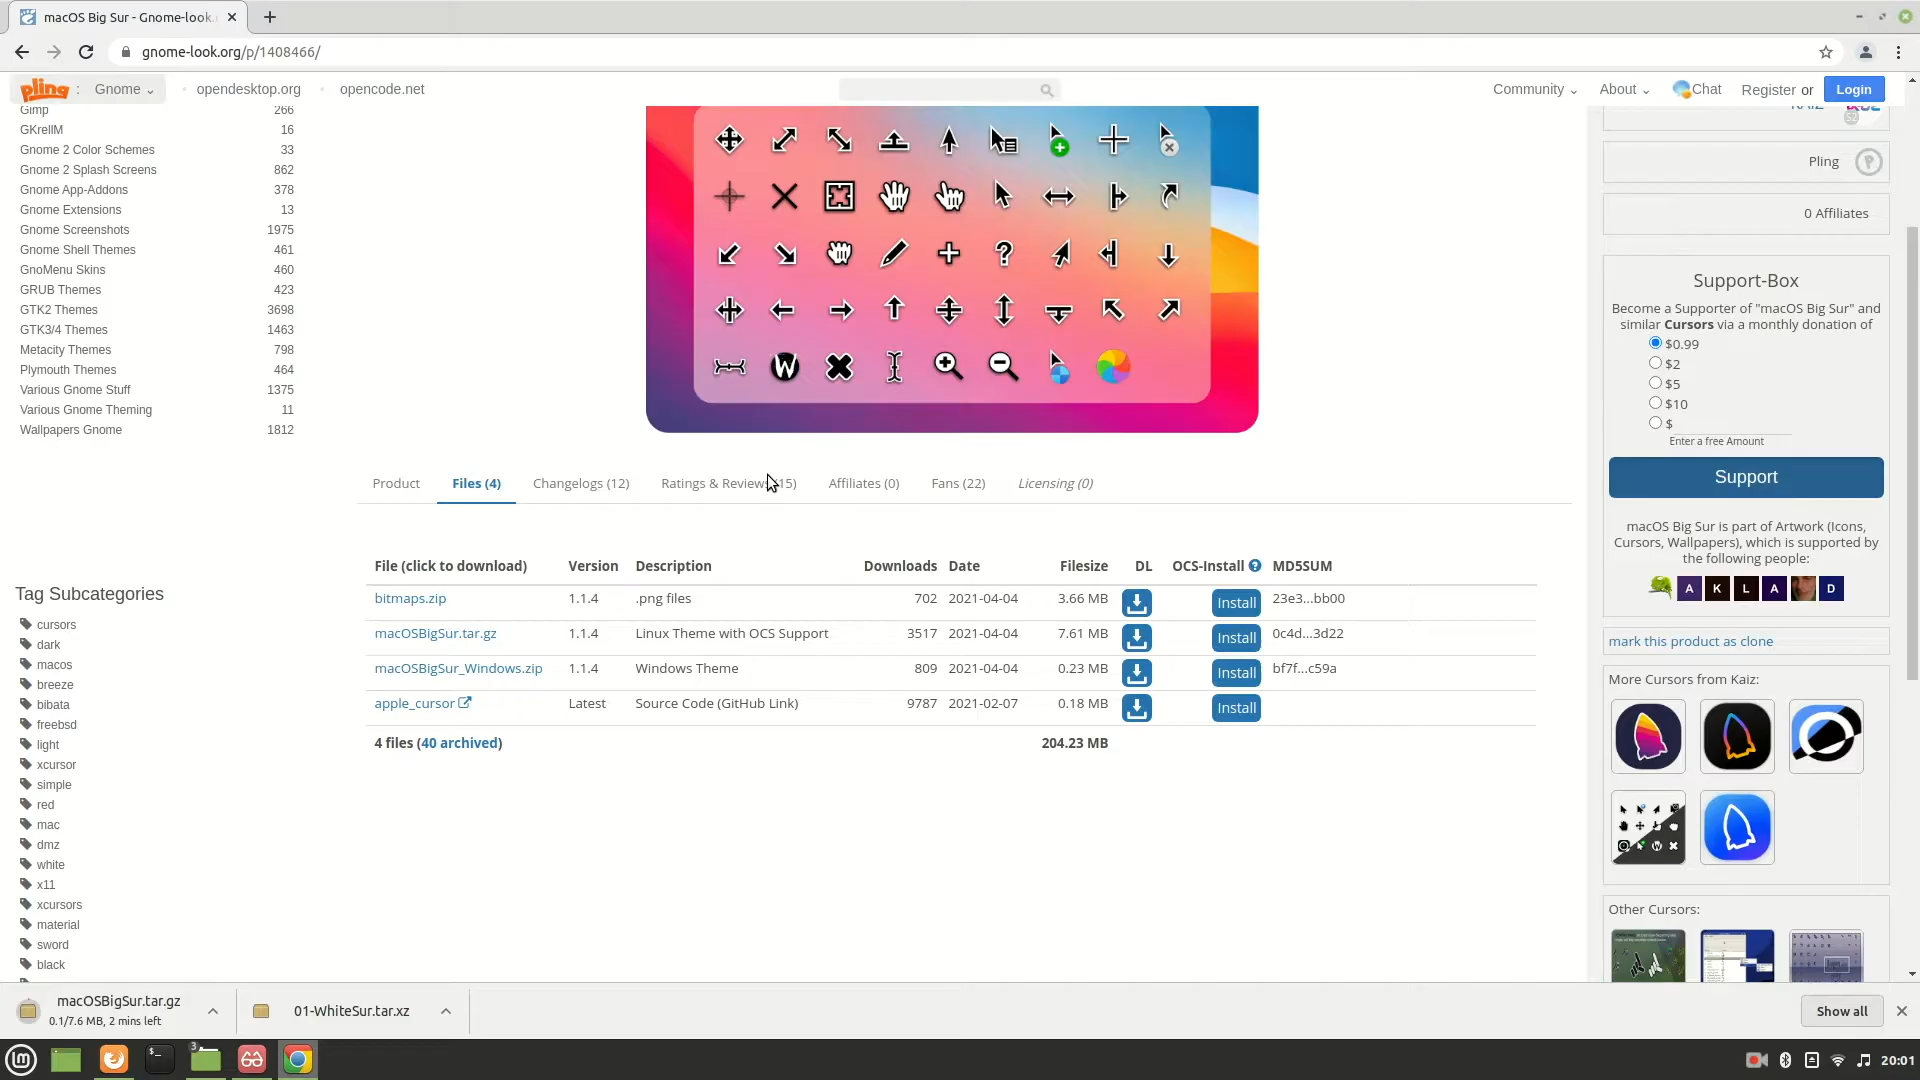 macOS Big Sur - Gnome-look.
gnome-look.org/p/1408466/
pling : Gnome opendesktop.org opencode.net Community About Chat Register or Login
Gimp 266
GKrellM 16
Gnome 2 Color Schemes 33
Gnome 2 Splash Screens 862
Gnome App-Addons 378
Gnome Extensions 13
Gnome Screenshots 1975
Gnome Shell Themes 461
GnoMenu Skins 460
GRUB Themes 423
GTK2 Themes 3698
GTK3/4 Themes 1463
Metacity Themes 798
Plymouth Themes 464
Various Gnome Stuff 1375
Various Gnome Theming 11
Wallpapers Gnome 1812
Tag Subcategories
cursors
dark
macos
breeze
bibata
freebsd
light
xcursor
simple
red
mac
dmz
white
x11
xcursors
material
sword
black
W
Product Files (4) Changelogs (12) Ratings & Reviews (15) Affiliates (0) Fans (22) Licensing (0)
File (click to download) Version Description Downloads Date Filesize DL OCS-Install ? MD5SUM
bitmaps.zip 1.1.4 .png files 702 2021-04-04 3.66 MB Install 23e3...bb00
macOSBigSur.tar.gz 1.1.4 Linux Theme with OCS Support 3517 2021-04-04 7.61 MB Install 0c4d...3d22
macOSBigSur_Windows.zip 1.1.4 Windows Theme 809 2021-04-04 0.23 MB Install bf7f...c59a
apple_cursor Latest Source Code (GitHub Link) 9787 2021-02-07 0.18 MB Install
4 files (40 archived) 204.23 MB
Pling
0 Affiliates
Support-Box
Become a Supporter of "macOS Big Sur" and
similar Cursors via a monthly donation of
$0.99
$2
$5
$10
$
Enter a free Amount
Support
macOS Big Sur is part of Artwork (Icons,
Cursors, Wallpapers), which is supported by
the following people:
A K L A D
mark this product as clone
More Cursors from Kaiz:
Other Cursors:
macOSBigSur.tar.gz
0.1/7.6 MB, 2 mins left
01-WhiteSur.tar.xz
Show all
3
20:01